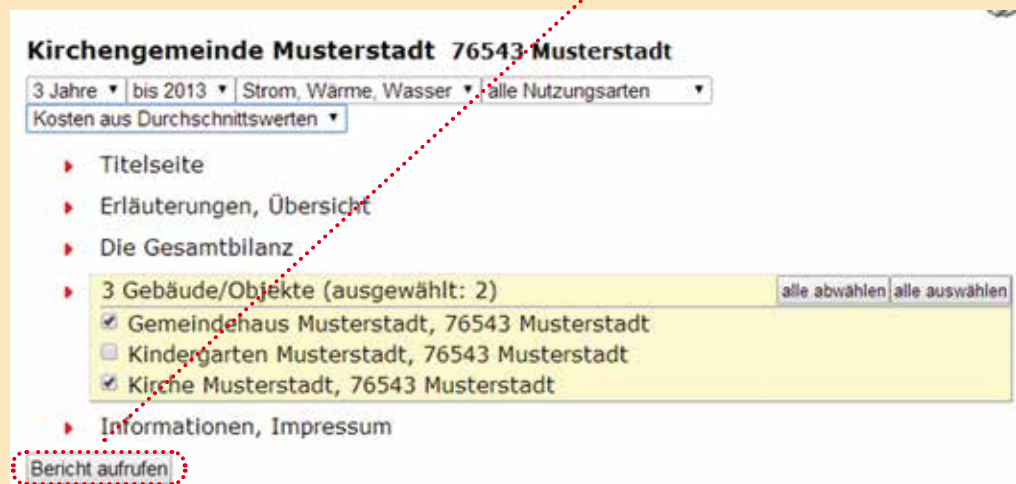 Kirchengemeinde Musterstadt 76543 Musterstadt
3 Jahre bis 2013 Strom, Wärme, Wasser alle Nutzungsarten
Kosten aus Durchschnittswerten
Titelseite
Erläuterungen, Übersicht
Die Gesamtbilanz
3 Gebäude/Objekte (ausgewählt: 2) alle abwählen alle auswählen
Gemeindehaus Musterstadt, 76543 Musterstadt
Kindergarten Musterstadt, 76543 Musterstadt
Kirche Musterstadt, 76543 Musterstadt
Informationen, Impressum
Bericht aufrufen